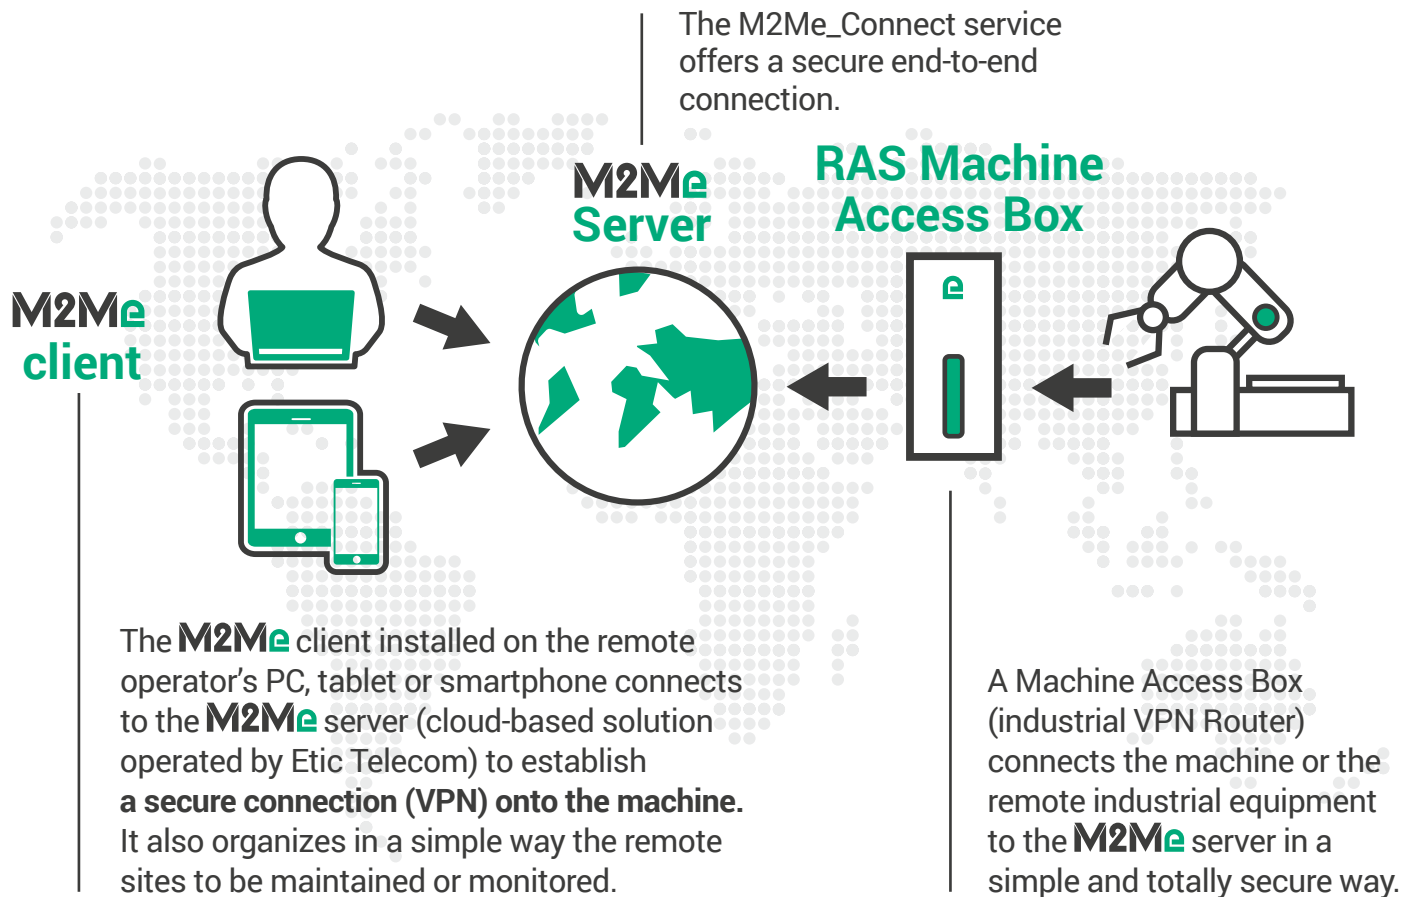 The M2Me_Connect service
offers a secure end-to-end
connection.
M2Me
Server
RAS Machine
Access Box
M2Me
client
The M2Me client installed on the remote
operator’s PC, tablet or smartphone connects
to the M2Me server (cloud-based solution
operated by Etic Telecom) to establish
a secure connection (VPN) onto the machine.
It also organizes in a simple way the remote
sites to be maintained or monitored.
A Machine Access Box
(industrial VPN Router)
connects the machine or the
remote industrial equipment
to the M2Me server in a
simple and totally secure way.